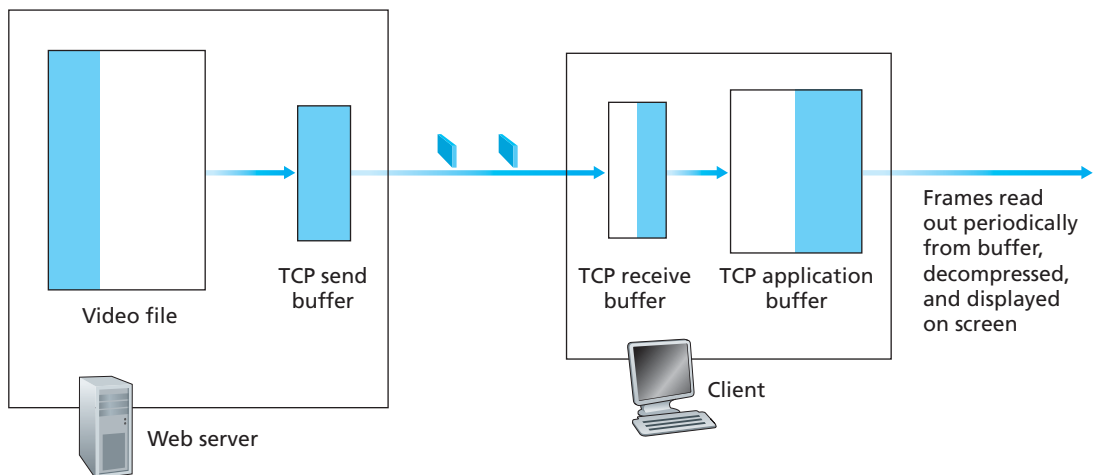 Video file
TCP send
buffer
TCP receive
buffer
TCP application
buffer
Frames read
out periodically
from buffer,
decompressed,
and displayed
on screen
Web server
Client